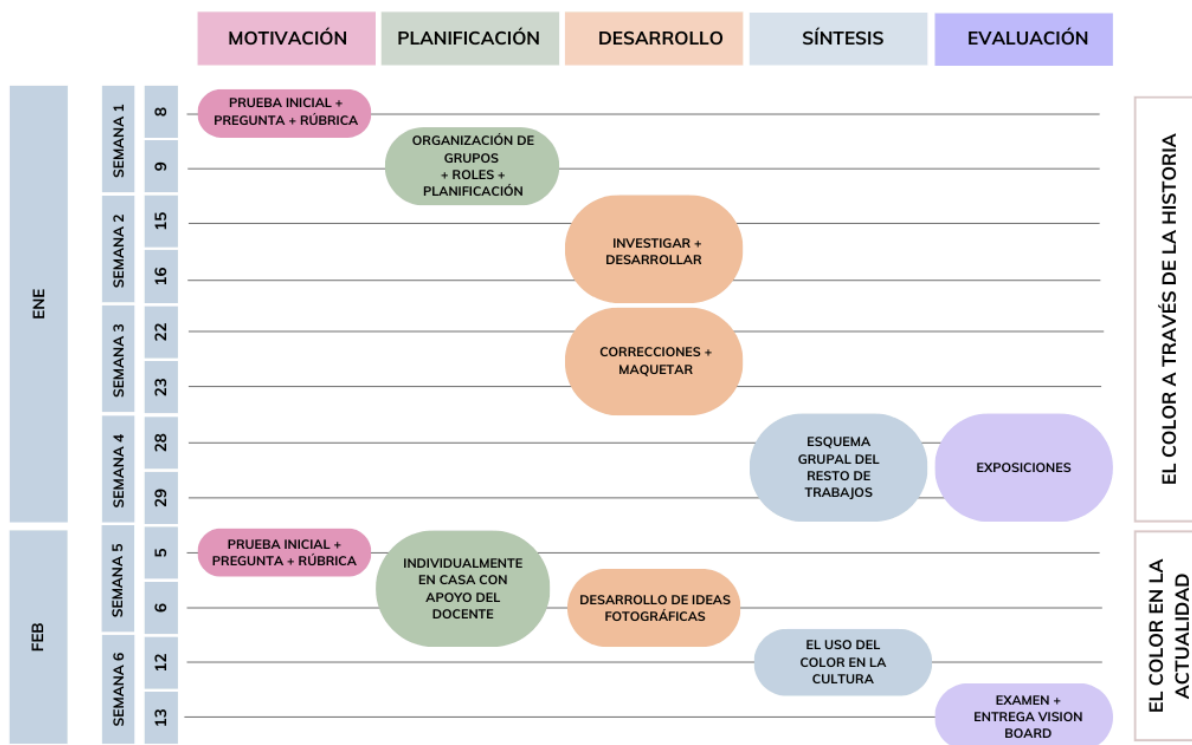 MOTIVACIÓN
PLANIFICACIÓN
DESARROLLO
SÍNTESIS
EVALUACIÓN
ENE
SEMANA 1
8
PRUEBA INICIAL +
PREGUNTA + RÚBRICA
9
ORGANIZACIÓN DE
GRUPOS
+ ROLES +
PLANIFICACIÓN
SEMANA 2
15
16
INVESTIGAR +
DESARROLLAR
SEMANA 3
22
23
CORRECCIONES +
MAQUETAR
SEMANA 4
28
29
ESQUEMA
GRUPAL DEL
RESTO DE
TRABAJOS
EXPOSICIONES
EL COLOR A TRAVÉS DE LA HISTORIA
FEB
SEMANA 5
5
PRUEBA INICIAL +
PREGUNTA + RÚBRICA
INDIVIDUALMENTE
EN CASA CON
APOYO DEL
DOCENTE
6
DESARROLLO DE IDEAS
FOTOGRÁFICAS
SEMANA 6
12
EL USO DEL
COLOR EN LA
CULTURA
13
EXAMEN +
ENTREGA VISION
BOARD
EL COLOR EN LA
ACTUALIDAD